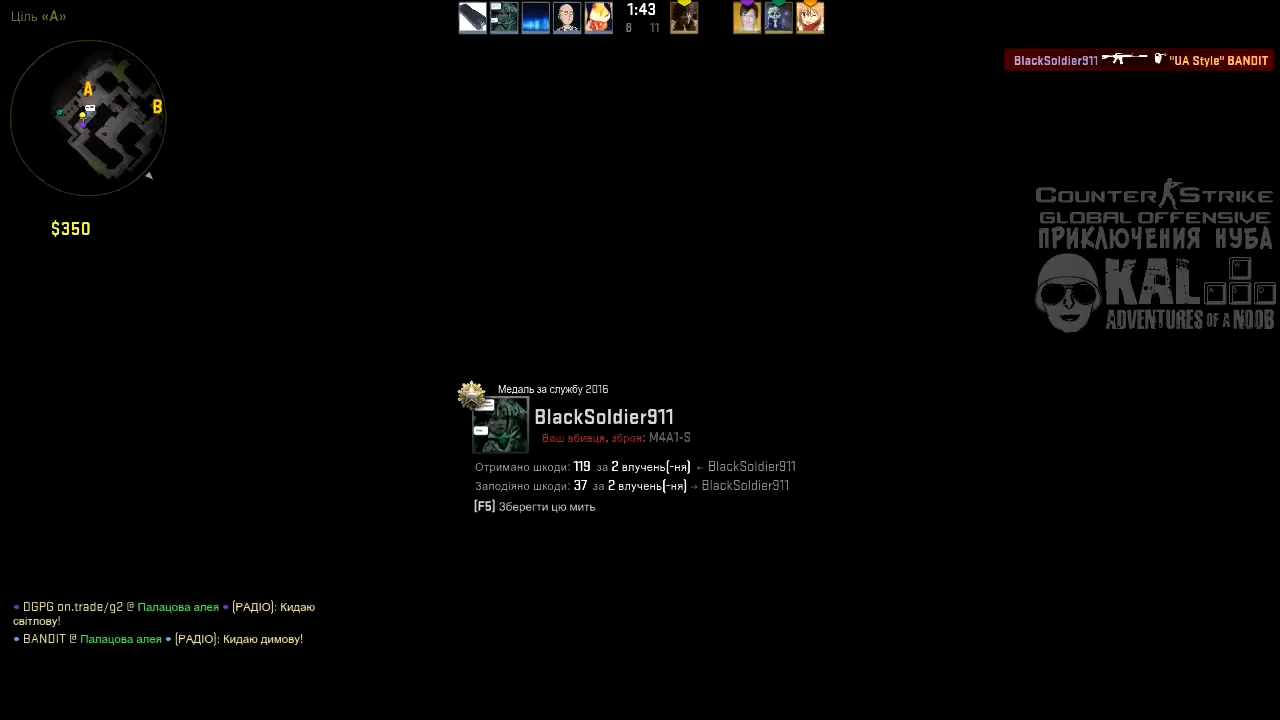 Ціль «A»
1:43
8 11
A
B
BlackSoldier911 "UA Style" BANDIT
$350
COUNTER STRIKE
GLOBAL OFFENSIVE
ПРИКЛЮЧЕНИЯ НУБА
KAL
W
A S D
ADVENTURES OF A NOOB
Медаль за службу 2016
BlackSoldier911
Ваш вбивця, зброя: M4A1-S
Отримано шкоди: 119 за 2 влучень(-ня) ← BlackSoldier911
Заподіяно шкоди: 37 за 2 влучень(-ня) → BlackSoldier911
[F5] Зберегти цю мить
• DGPG on.trade/g2 @ Палацова алея • (РАДІО): Кидаю
світлову!
• BANDIT @ Палацова алея • (РАДІО): Кидаю димову!